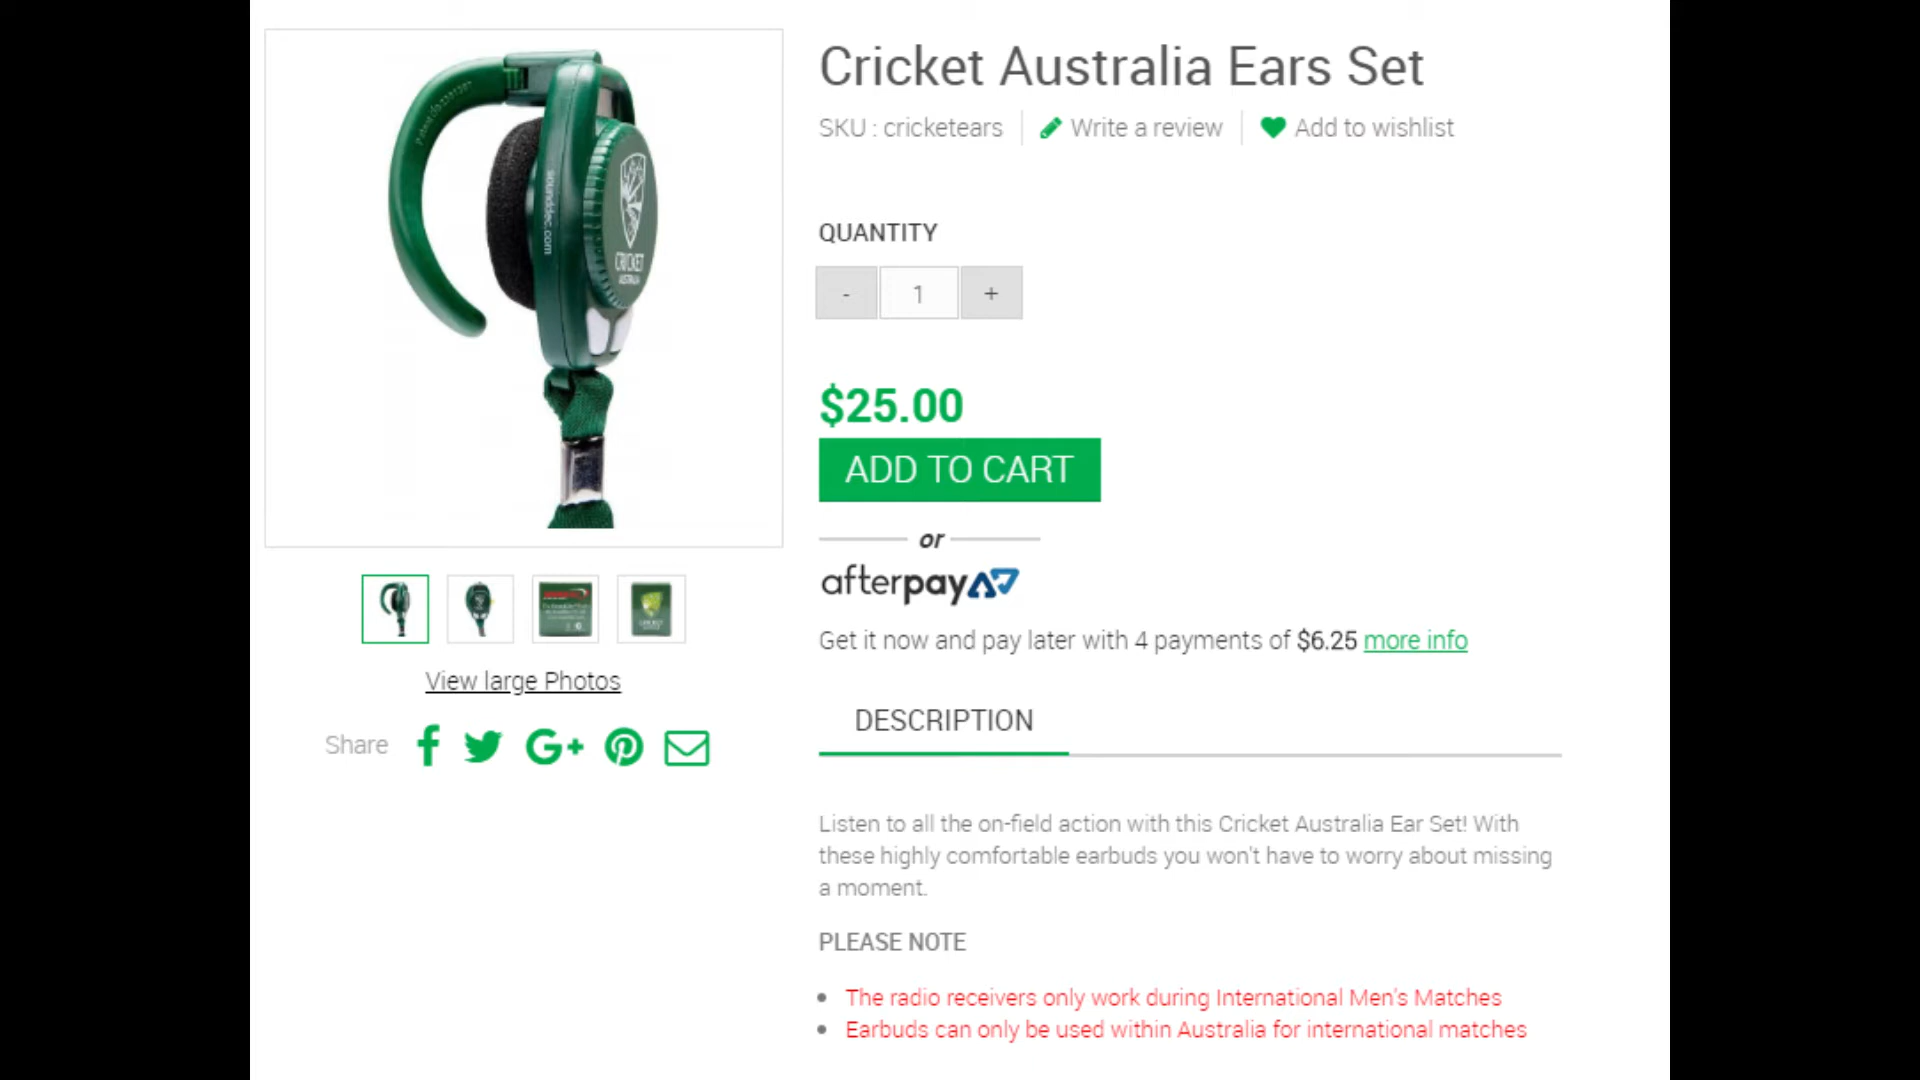 Cricket Australia Ears Set
SKU : cricketears
Write a review
Add to wishlist
QUANTITY
- 1 +
$25.00
ADD TO CART
or
afterpay
Get it now and pay later with 4 payments of $6.25 more info
DESCRIPTION
Listen to all the on-field action with this Cricket Australia Ear Set! With
these highly comfortable earbuds you won't have to worry about missing
a moment.
PLEASE NOTE
The radio receivers only work during International Men's Matches
Earbuds can only be used within Australia for international matches
sounddec.com
CRICKET
AUSTRALIA
View large Photos
Share